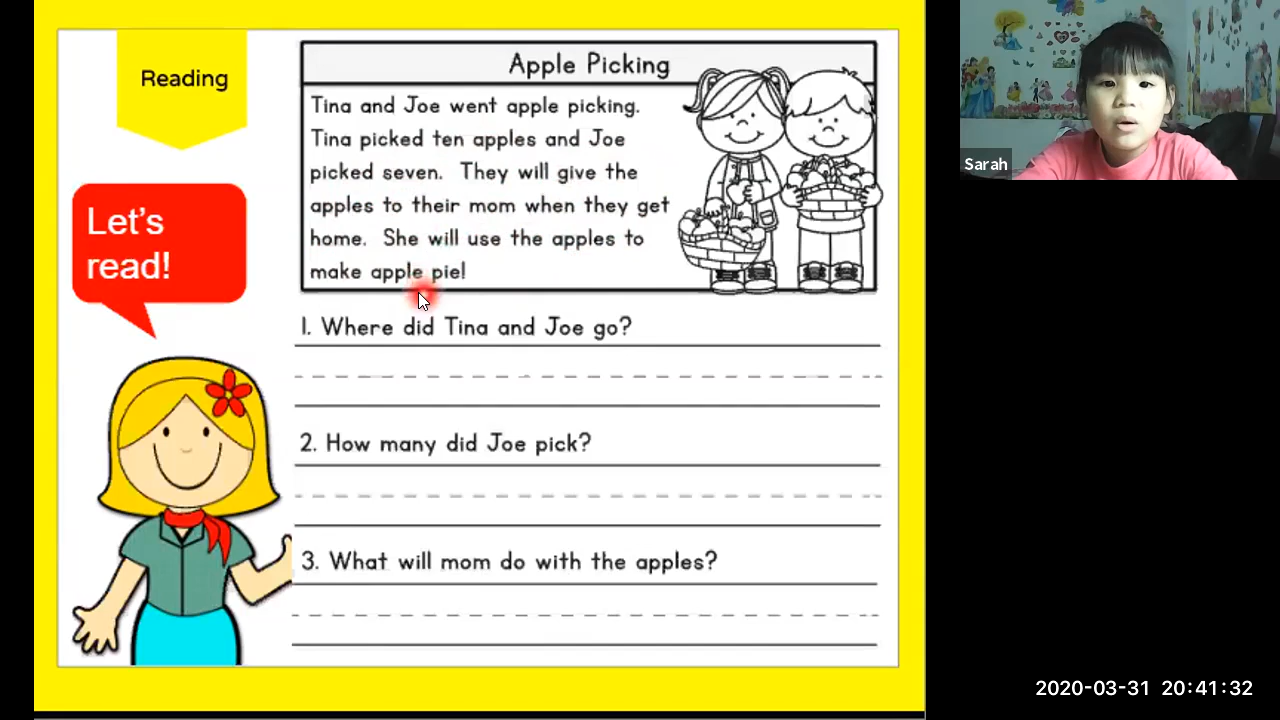 Reading
Let's
read!
Apple Picking
Tina and Joe went apple picking.
Tina picked ten apples and Joe
picked seven. They will give the
apples to their mom when they get
home. She will use the apples to
make apple pie!
1. Where did Tina and Joe go?
2. How many did Joe pick?
3. What will mom do with the apples?
Sarah
2020-03-31 20:41:32